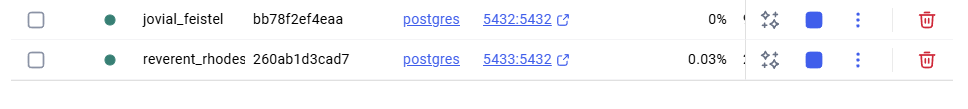 jovial_feistel bb78f2ef4eaa postgres 5432:5432 0%
reverent_rhodes 260ab1d3cad7 postgres 5433:5432 0.03%